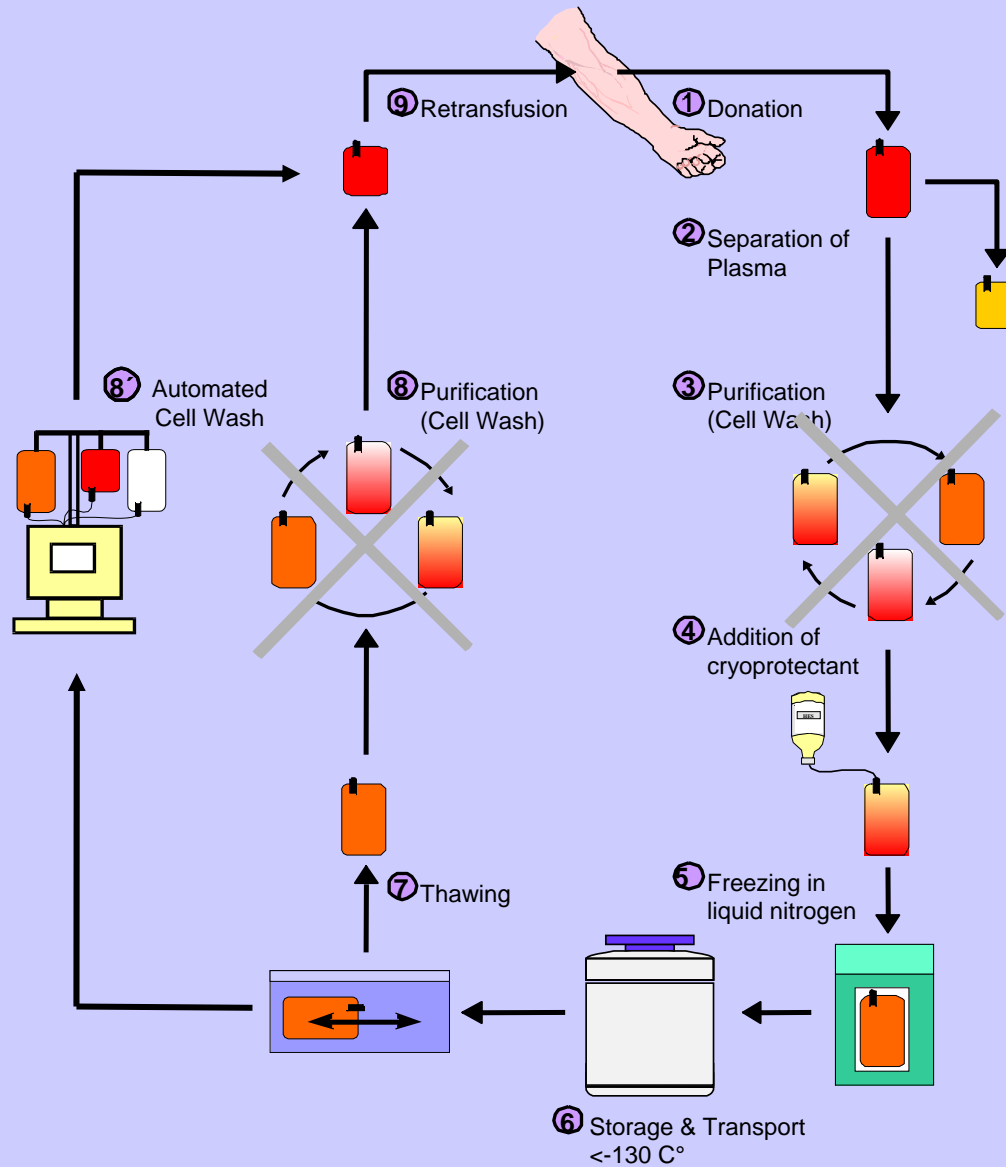 9 Retransfusion
1 Donation
2 Separation of
Plasma
8´ Automated
Cell Wash
8 Purification
(Cell Wash)
3 Purification
(Cell Wash)
4 Addition of
cryoprotectant
HES
7 Thawing
5 Freezing in
liquid nitrogen
6 Storage & Transport
<-130 C°